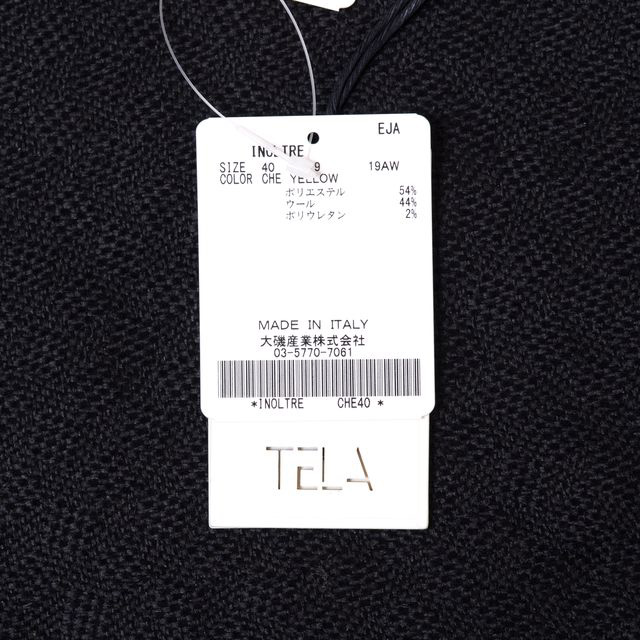 EJA
INOLTRE
SIZE 40 9 19AW
COLOR CHE YELLOW
ポリエステル 54%
ウール 44%
ポリウレタン 2%
MADE IN ITALY
大磯産業株式会社
03-5770-7061
*INOLTRE CHE40 *
TELA